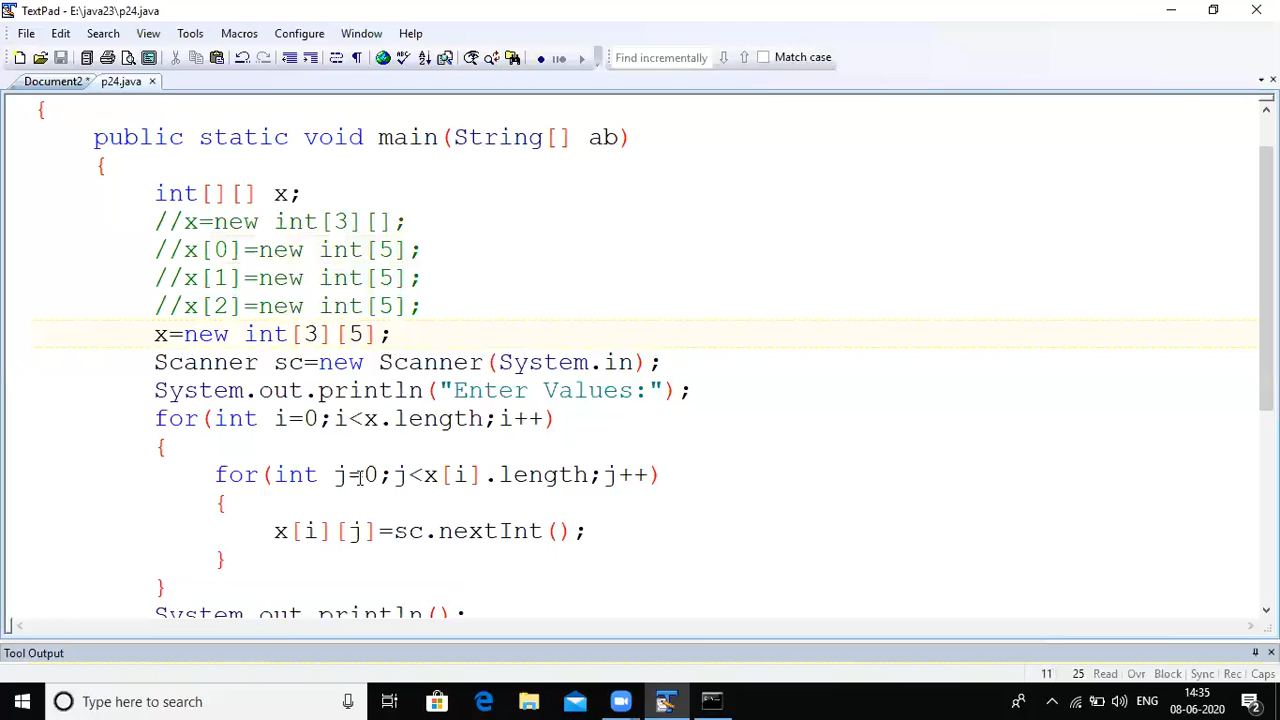 TextPad - E:\java23\p24.java
File Edit Search View Tools Macros Configure Window Help
Find incrementally Match case
Document2 * p24.java ×
{
public static void main(String[] ab)
{
int[][] x;
//x=new int[3][];
//x[0]=new int[5];
//x[1]=new int[5];
//x[2]=new int[5];
x=new int[3][5];
Scanner sc=new Scanner(System.in);
System.out.println("Enter Values:");
for(int i=0;i<x.length;i++)
{
for(int j=0;j<x[i].length;j++)
{
x[i][j]=sc.nextInt();
}
}
System.out.println();
Tool Output
11 25 Read Ovr Block Sync Rec Caps
Type here to search
ENG
14:35
08-06-2020
2